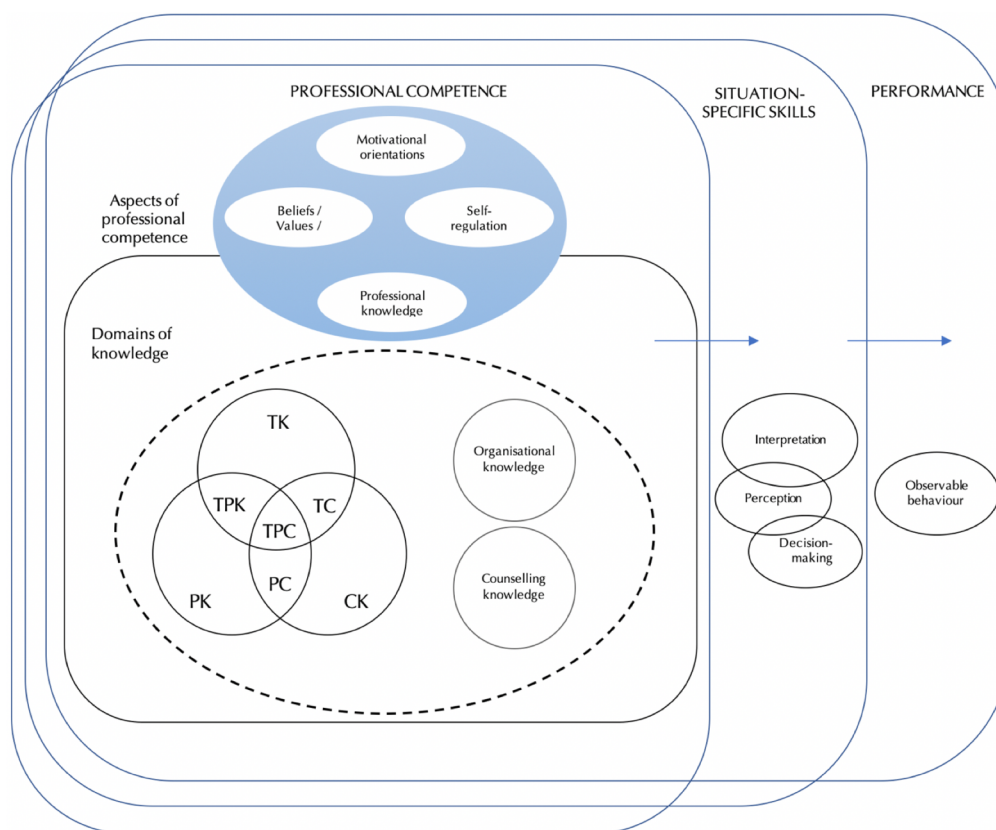 PROFESSIONAL COMPETENCE
SITUATION-
SPECIFIC SKILLS
PERFORMANCE
Motivational
orientations
Aspects of
professional
competence
Beliefs /
Values /
Self-
regulation
Professional
knowledge
Domains of
knowledge
TK
TPK
TC
TPC
PC
PK
CK
Organisational
knowledge
Counselling
knowledge
Interpretation
Perception
Decision-
making
Observable
behaviour